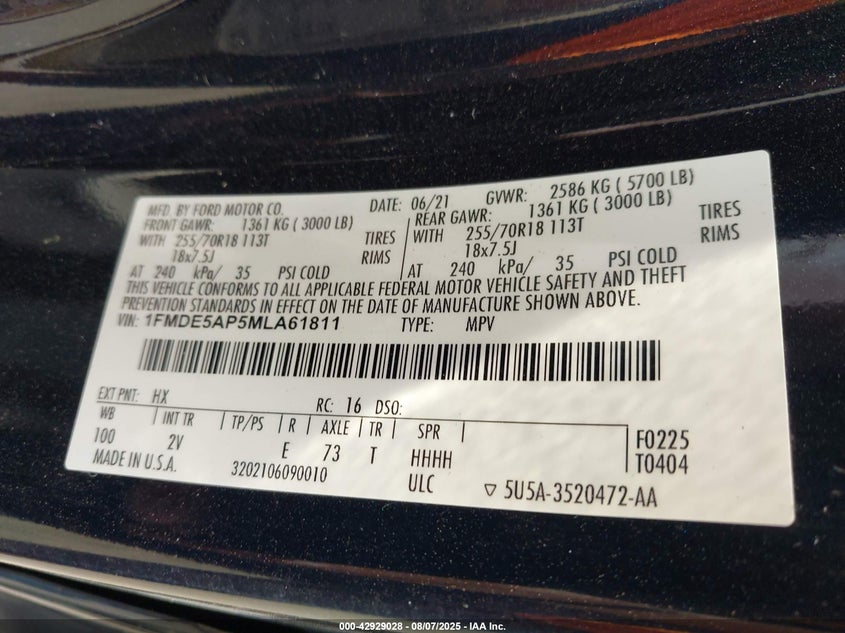 MFD. BY FORD MOTOR CO. DATE: 06/21 GVWR: 2586 KG ( 5700 LB)
FRONT GAWR: 1361 KG ( 3000 LB) REAR GAWR: 1361 KG ( 3000 LB)
WITH 255/70R18 113T TIRES WITH 255/70R18 113T TIRES
18x7.5J RIMS 18x7.5J RIMS
AT 240 kPa/ 35 PSI COLD AT 240 kPa/ 35 PSI COLD
THIS VEHICLE CONFORMS TO ALL APPLICABLE FEDERAL MOTOR VEHICLE SAFETY AND THEFT
PREVENTION STANDARDS IN EFFECT ON THE DATE OF MANUFACTURE SHOWN ABOVE.
VIN: 1FMDE5AP5MLA61811 TYPE: MPV
EXT PNT: HX RC: 16 DSO:
WB INT TR TP/PS R AXLE TR SPR
100 2V E 73 T HHHH
F0225
T0404
MADE IN U.S.A. 3202106090010 ULC ▽ 5U5A-3520472-AA
000-42929028 - 08/07/2025 - IAA Inc.